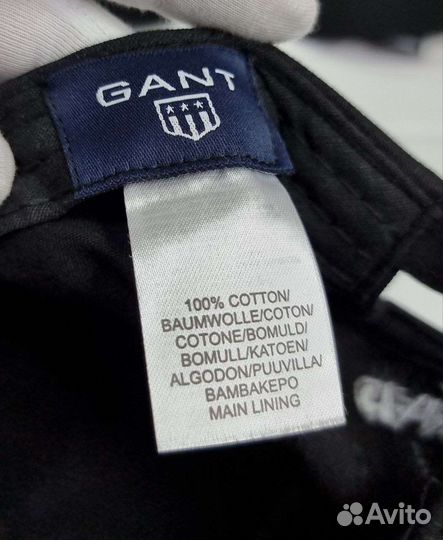 GANT
100% COTTON/
BAUMWOLLE/COTON/
COTONE/BOMULD/
BOMULL/KATOEN/
ALGODON/PUUVILLA/
BAMBAKEPO
MAIN LINING
Avito